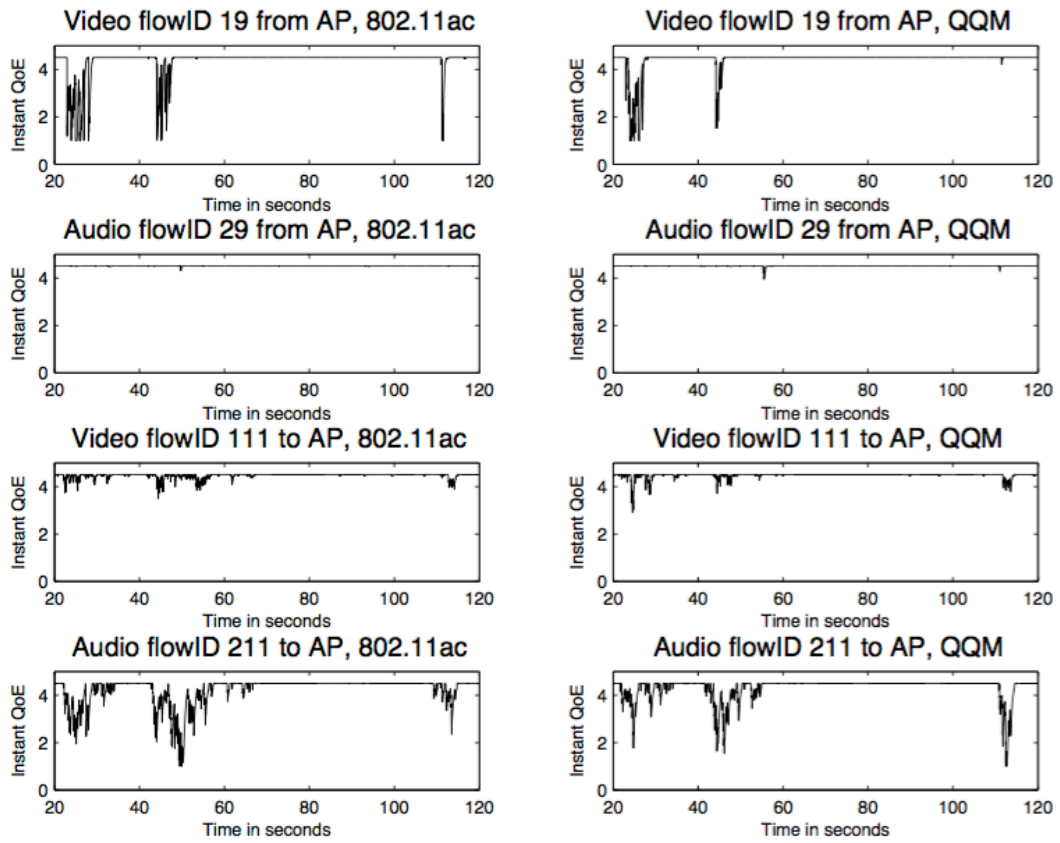 Video flowID 19 from AP, 802.11ac
Instant QoE
4
2
0
20 40 60 80 100 120
Time in seconds
Video flowID 19 from AP, QQM
Instant QoE
4
2
0
20 40 60 80 100 120
Time in seconds
Audio flowID 29 from AP, 802.11ac
Instant QoE
4
2
0
20 40 60 80 100 120
Time in seconds
Audio flowID 29 from AP, QQM
Instant QoE
4
2
0
20 40 60 80 100 120
Time in seconds
Video flowID 111 to AP, 802.11ac
Instant QoE
4
2
0
20 40 60 80 100 120
Time in seconds
Video flowID 111 to AP, QQM
Instant QoE
4
2
0
20 40 60 80 100 120
Time in seconds
Audio flowID 211 to AP, 802.11ac
Instant QoE
4
2
0
20 40 60 80 100 120
Time in seconds
Audio flowID 211 to AP, QQM
Instant QoE
4
2
0
20 40 60 80 100 120
Time in seconds